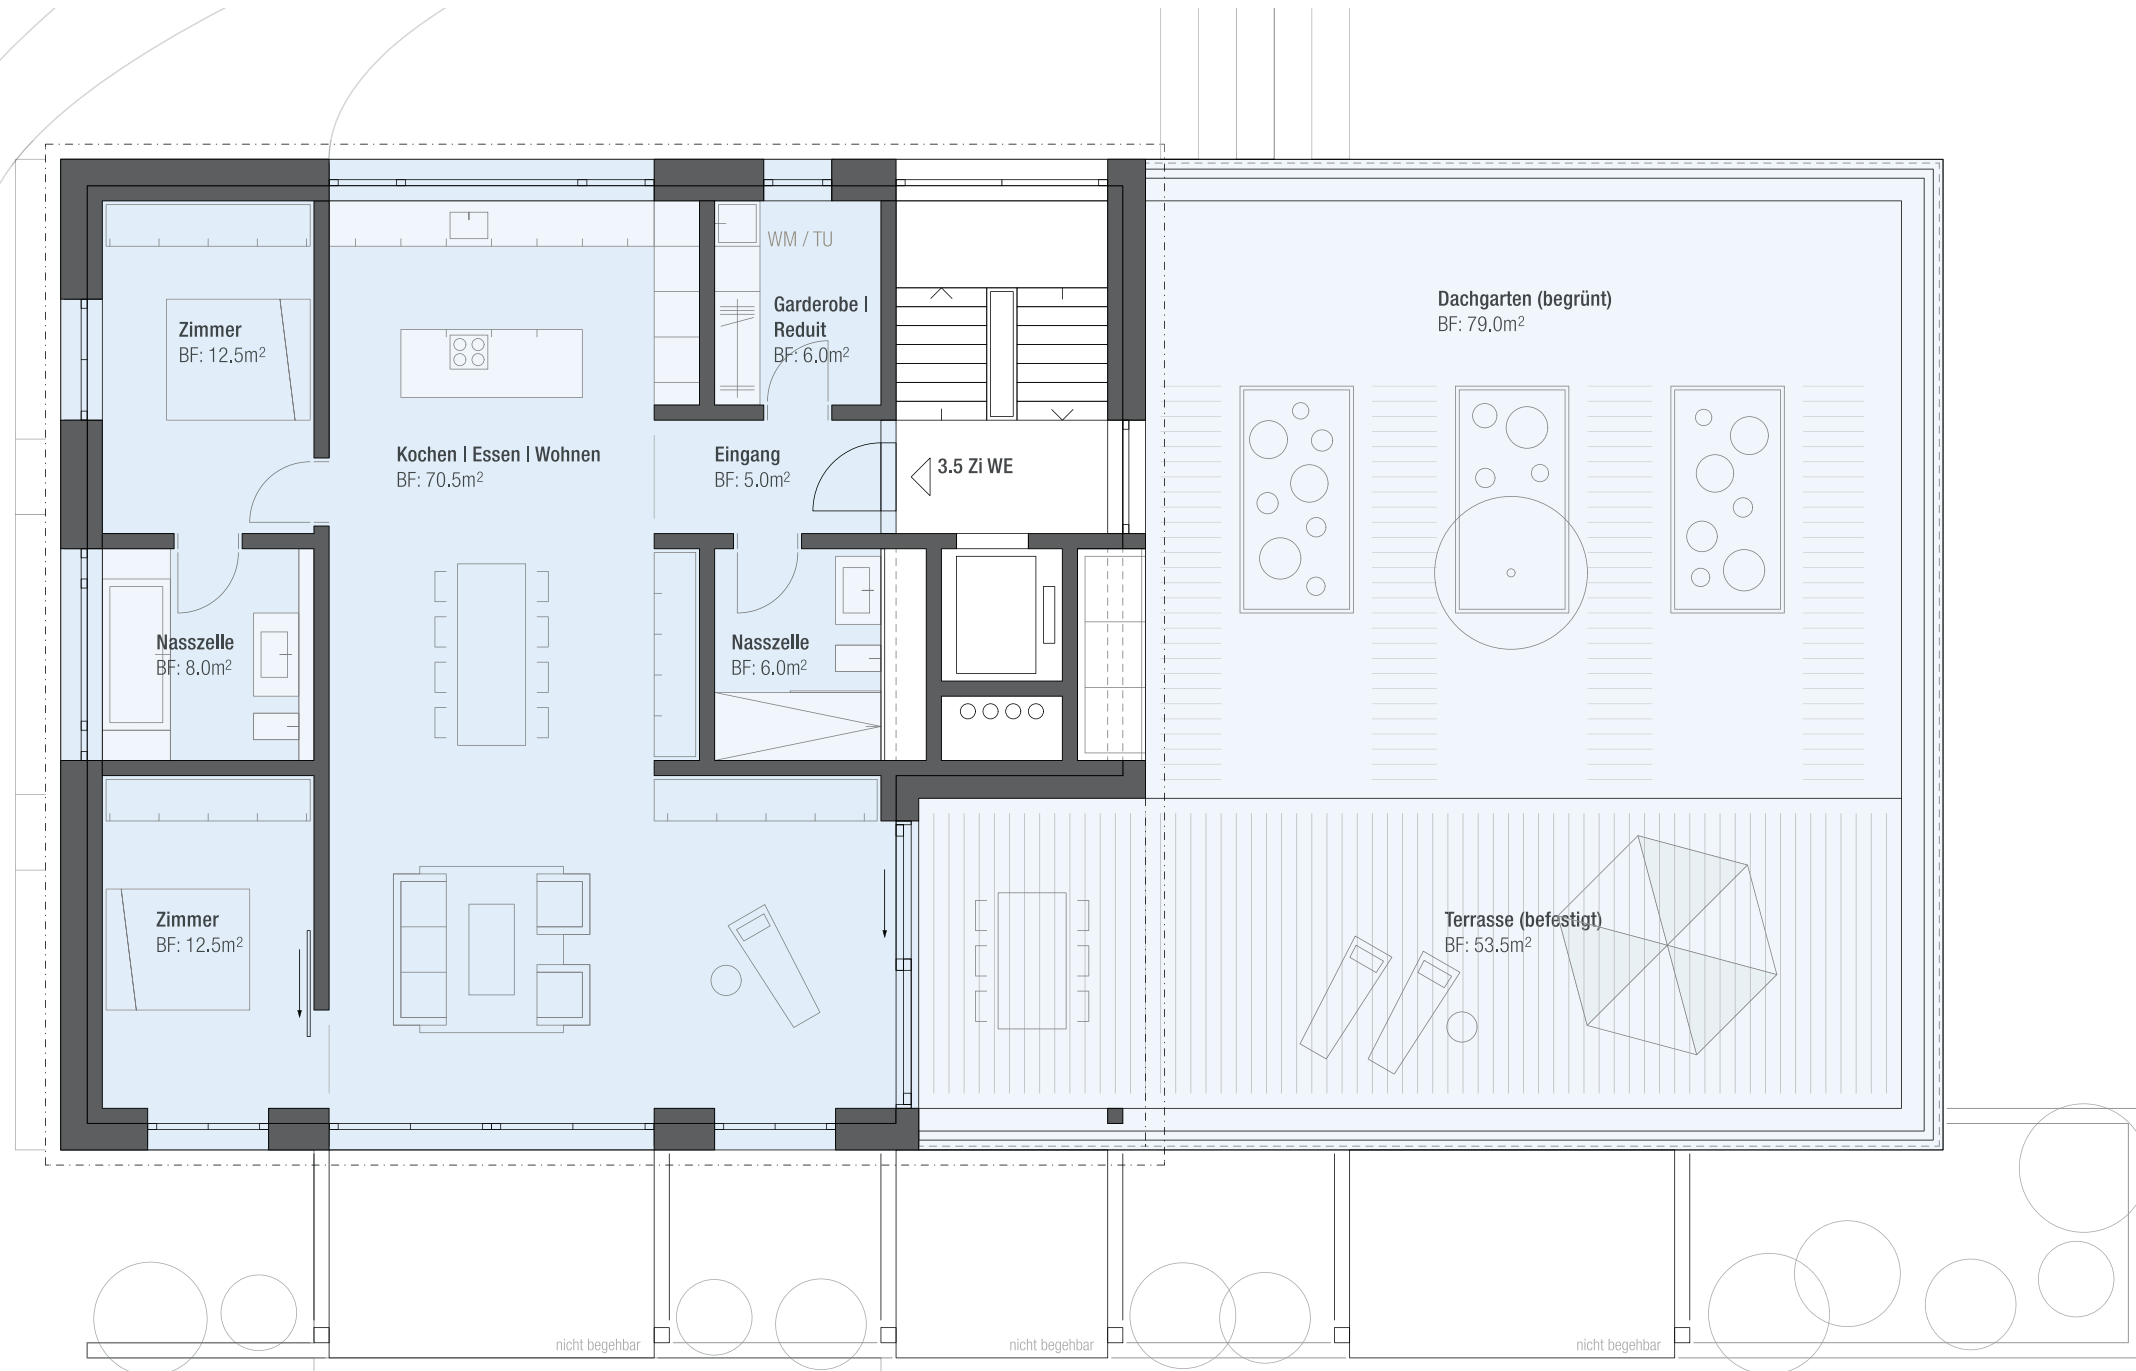 WM / TU
Dachgarten (begrünt)
BF: 79.0m²
Garderobe |
Reduit
BF: 6.0m²
Zimmer
BF: 12.5m²
Kochen | Essen | Wohnen
BF: 70.5m²
Eingang
BF: 5.0m²
3.5 Zi WE
Nasszelle
BF: 8.0m²
Nasszelle
BF: 6.0m²
Zimmer
BF: 12.5m²
Terrasse (befestigt)
BF: 53.5m²
nicht begehbar
nicht begehbar
nicht begehbar